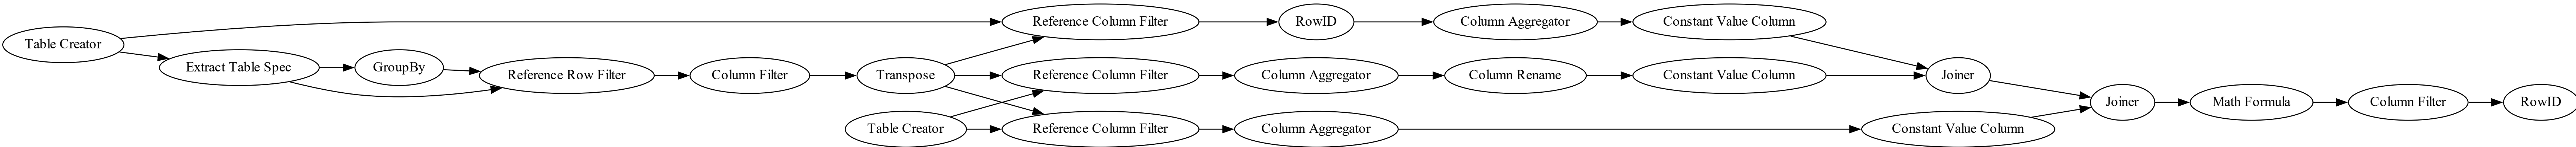 Reference Column Filter
RowID
Column Aggregator
Constant Value Column
Table Creator
Extract Table Spec
GroupBy
Reference Row Filter
Column Filter
Transpose
Reference Column Filter
Column Aggregator
Column Rename
Constant Value Column
Joiner
Joiner
Math Formula
Column Filter
RowID
Table Creator
Reference Column Filter
Column Aggregator
Constant Value Column